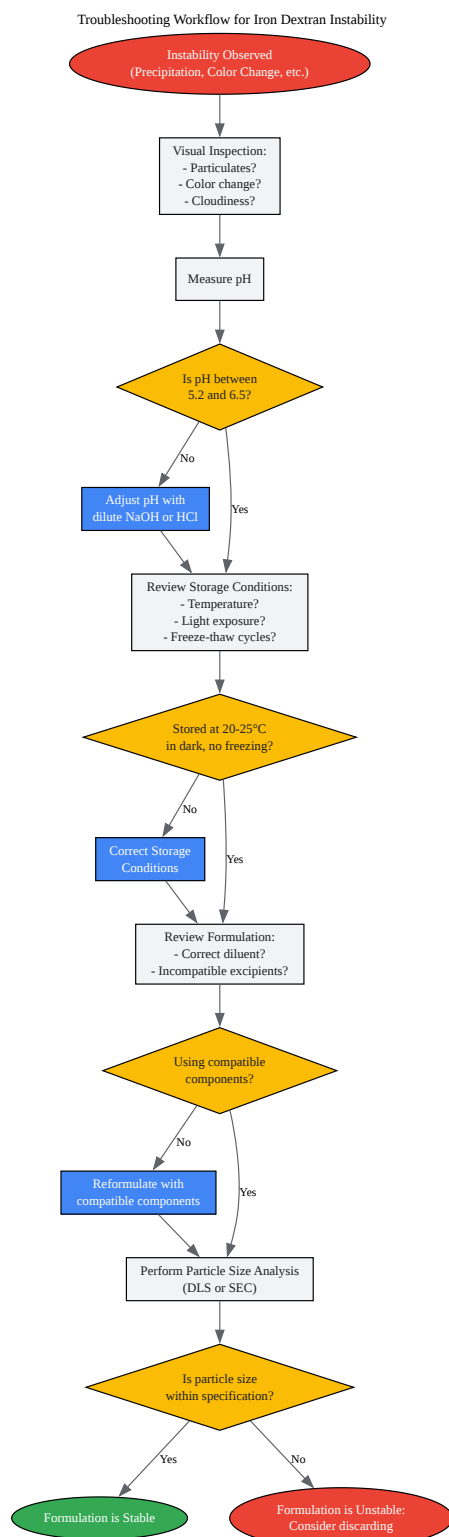 Troubleshooting Workflow for Iron Dextran Instability
Instability Observed
(Precipitation, Color Change, etc.)
Visual Inspection:
- Particulates?
- Color change?
- Cloudiness?
Measure pH
Is pH between
5.2 and 6.5?
No
Adjust pH with
dilute NaOH or HCl
Yes
Review Storage Conditions:
- Temperature?
- Light exposure?
- Freeze-thaw cycles?
Stored at 20-25°C
in dark, no freezing?
No
Correct Storage
Conditions
Yes
Review Formulation:
- Correct diluent?
- Incompatible excipients?
Using compatible
components?
No
Reformulate with
compatible components
Yes
Perform Particle Size Analysis
(DLS or SEC)
Is particle size
within specification?
Yes
No
Formulation is Stable
Formulation is Unstable:
Consider discarding